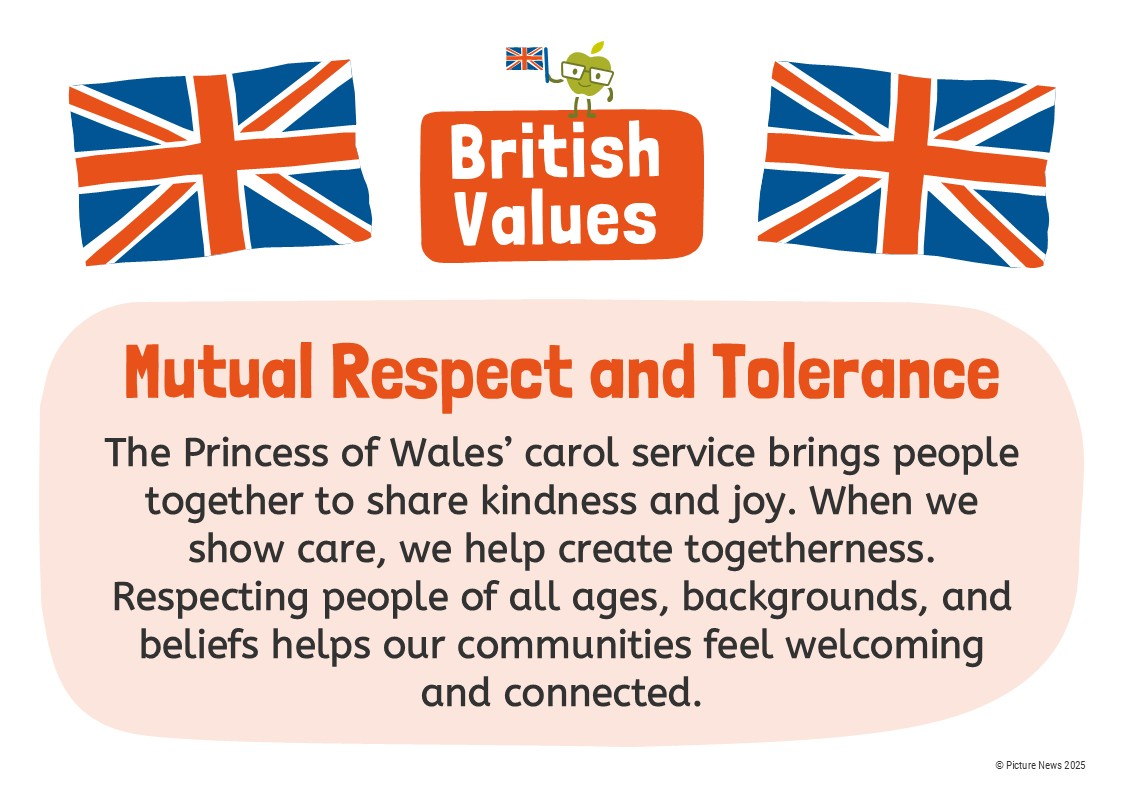 British
Values
Mutual Respect and Tolerance
The Princess of Wales’ carol service brings people
together to share kindness and joy. When we
show care, we help create togetherness.
Respecting people of all ages, backgrounds, and
beliefs helps our communities feel welcoming
and connected.
© Picture News 2025